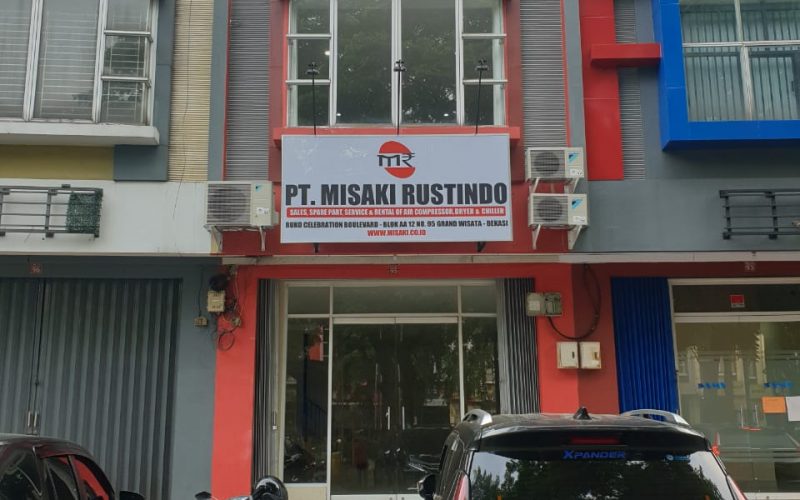 MR
PT. MISAKI RUSTINDO
SALES, SPARE PART, SERVICE & RENTAL OF AIR COMPRESSOR, DRYER & CHILLER
RUKO CELEBRATION BOULEVARD - BLOK AA 12 NO. 95 GRAND WISATA - BEKASI
WWW.MISAKI.CO.ID
XPANDER